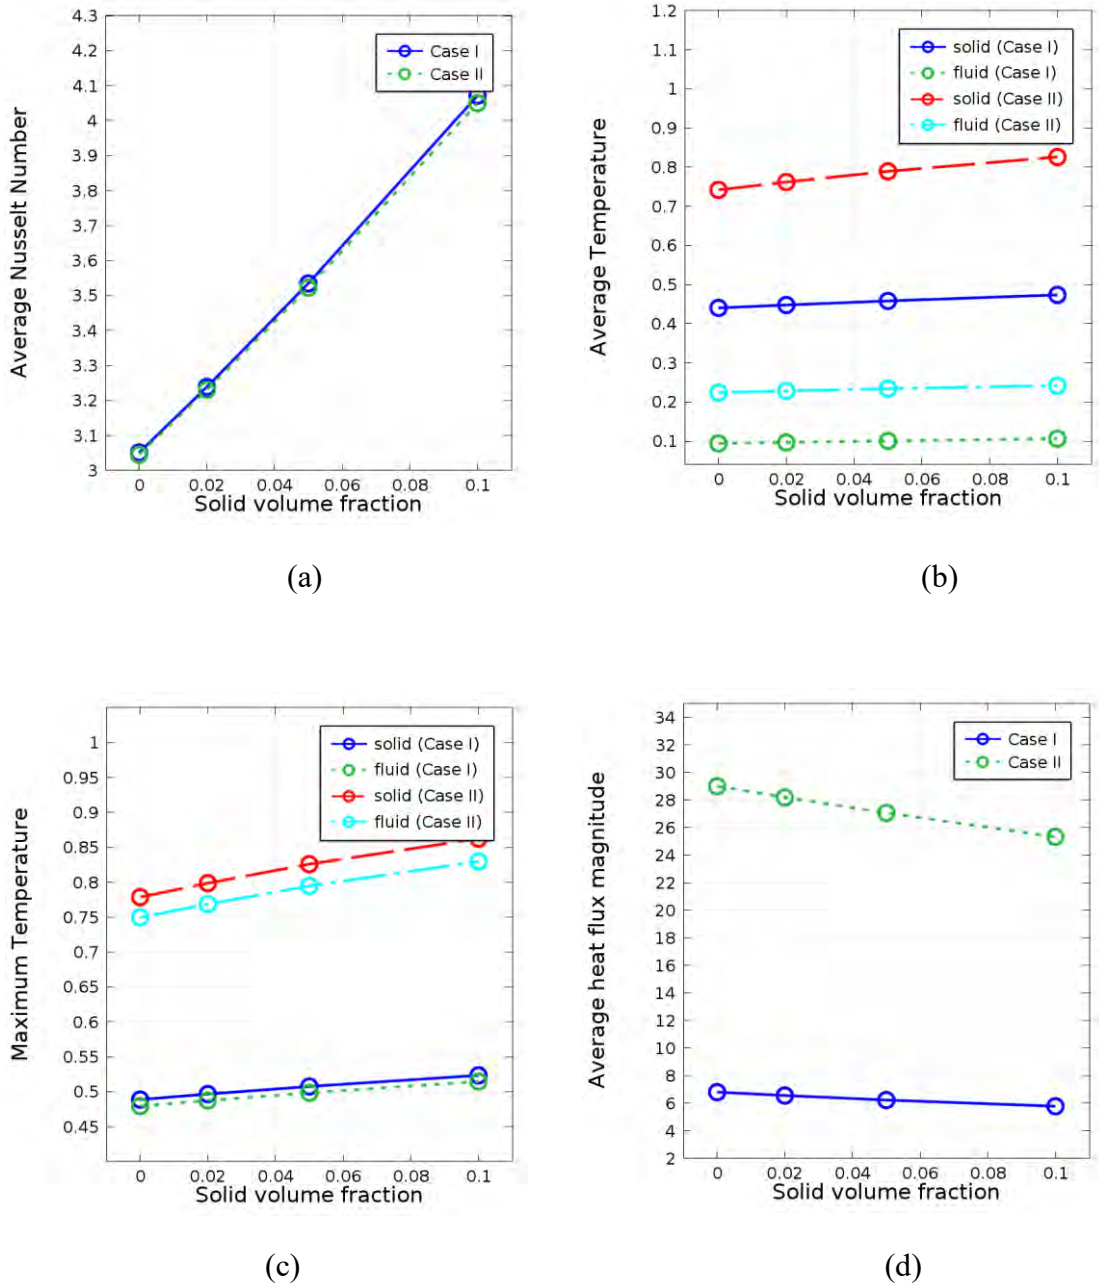 4.3
4.2
4.1
4
3.9
3.8
3.7
3.6
3.5
3.4
3.3
3.2
3.1
3
Average Nusselt Number
Case I
Case II
0 0.02 0.04 0.06 0.08 0.1
Solid volume fraction
(a)
1.2
1.1
1
0.9
0.8
0.7
0.6
0.5
0.4
0.3
0.2
0.1
Average Temperature
solid (Case I)
fluid (Case I)
solid (Case II)
fluid (Case II)
0 0.02 0.04 0.06 0.08 0.1
Solid volume fraction
(b)
1
0.95
0.9
0.85
0.8
0.75
0.7
0.65
0.6
0.55
0.5
0.45
Maximum Temperature
solid (Case I)
fluid (Case I)
solid (Case II)
fluid (Case II)
0 0.02 0.04 0.06 0.08 0.1
Solid volume fraction
(c)
34
32
30
28
26
24
22
20
18
16
14
12
10
8
6
4
2
Average heat flux magnitude
Case I
Case II
0 0.02 0.04 0.06 0.08 0.1
Solid volume fraction
(d)